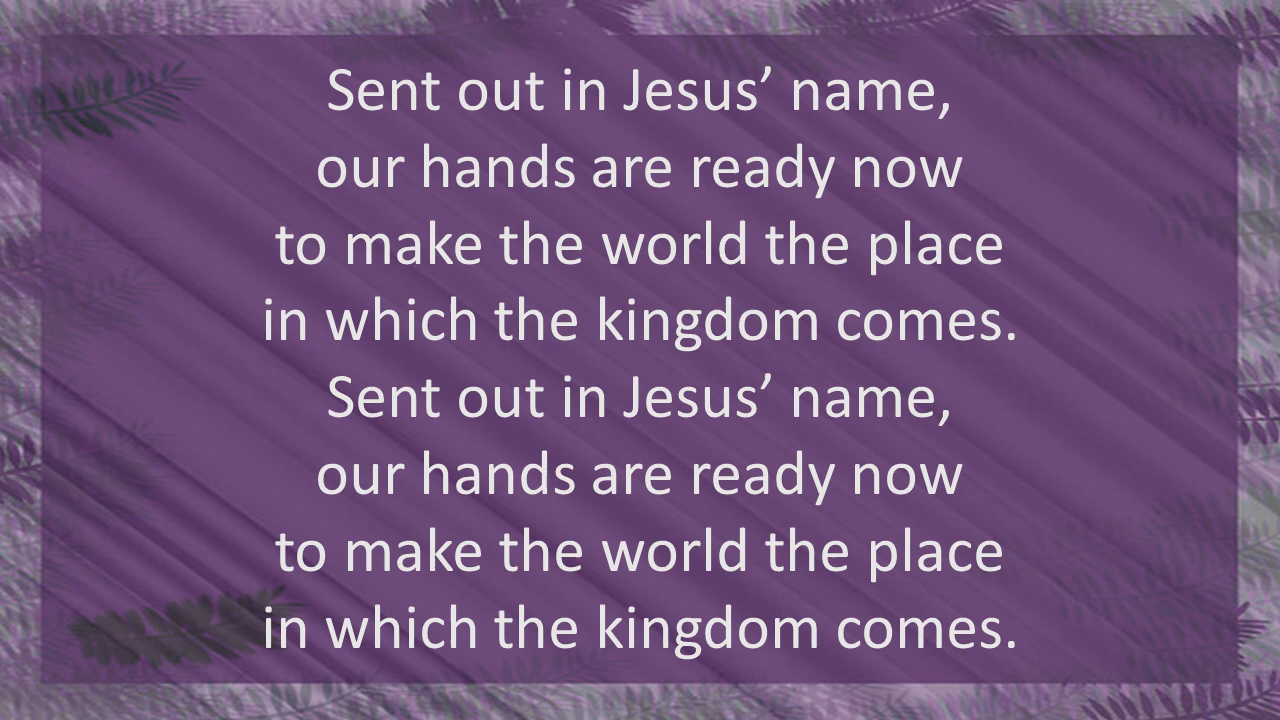 Sent out in Jesus’ name,
our hands are ready now
to make the world the place
in which the kingdom comes.
Sent out in Jesus’ name,
our hands are ready now
to make the world the place
in which the kingdom comes.